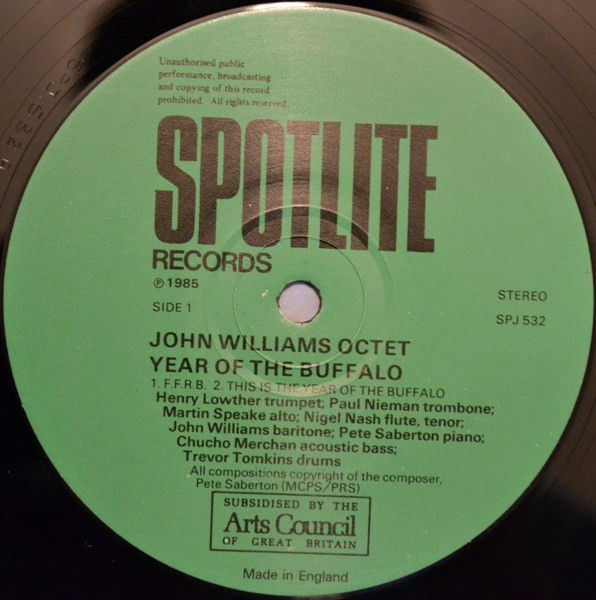 Unauthorised public
performance, broadcasting
and copying of this record
prohibited. All rights reserved.
SPOTLITE
RECORDS
℗ 1985
SIDE 1
STEREO
SPJ 532
JOHN WILLIAMS OCTET
YEAR OF THE BUFFALO
1. F.F.R.B. 2. THIS IS THE YEAR OF THE BUFFALO
Henry Lowther trumpet; Paul Nieman trombone;
Martin Speake alto; Nigel Nash flute, tenor;
John Williams baritone; Pete Saberton piano;
Chucho Merchan acoustic bass;
Trevor Tomkins drums
All compositions copyright of the composer,
Pete Saberton (MCPS/PRS)
SUBSIDISED BY THE
Arts Council
OF GREAT BRITAIN
Made in England